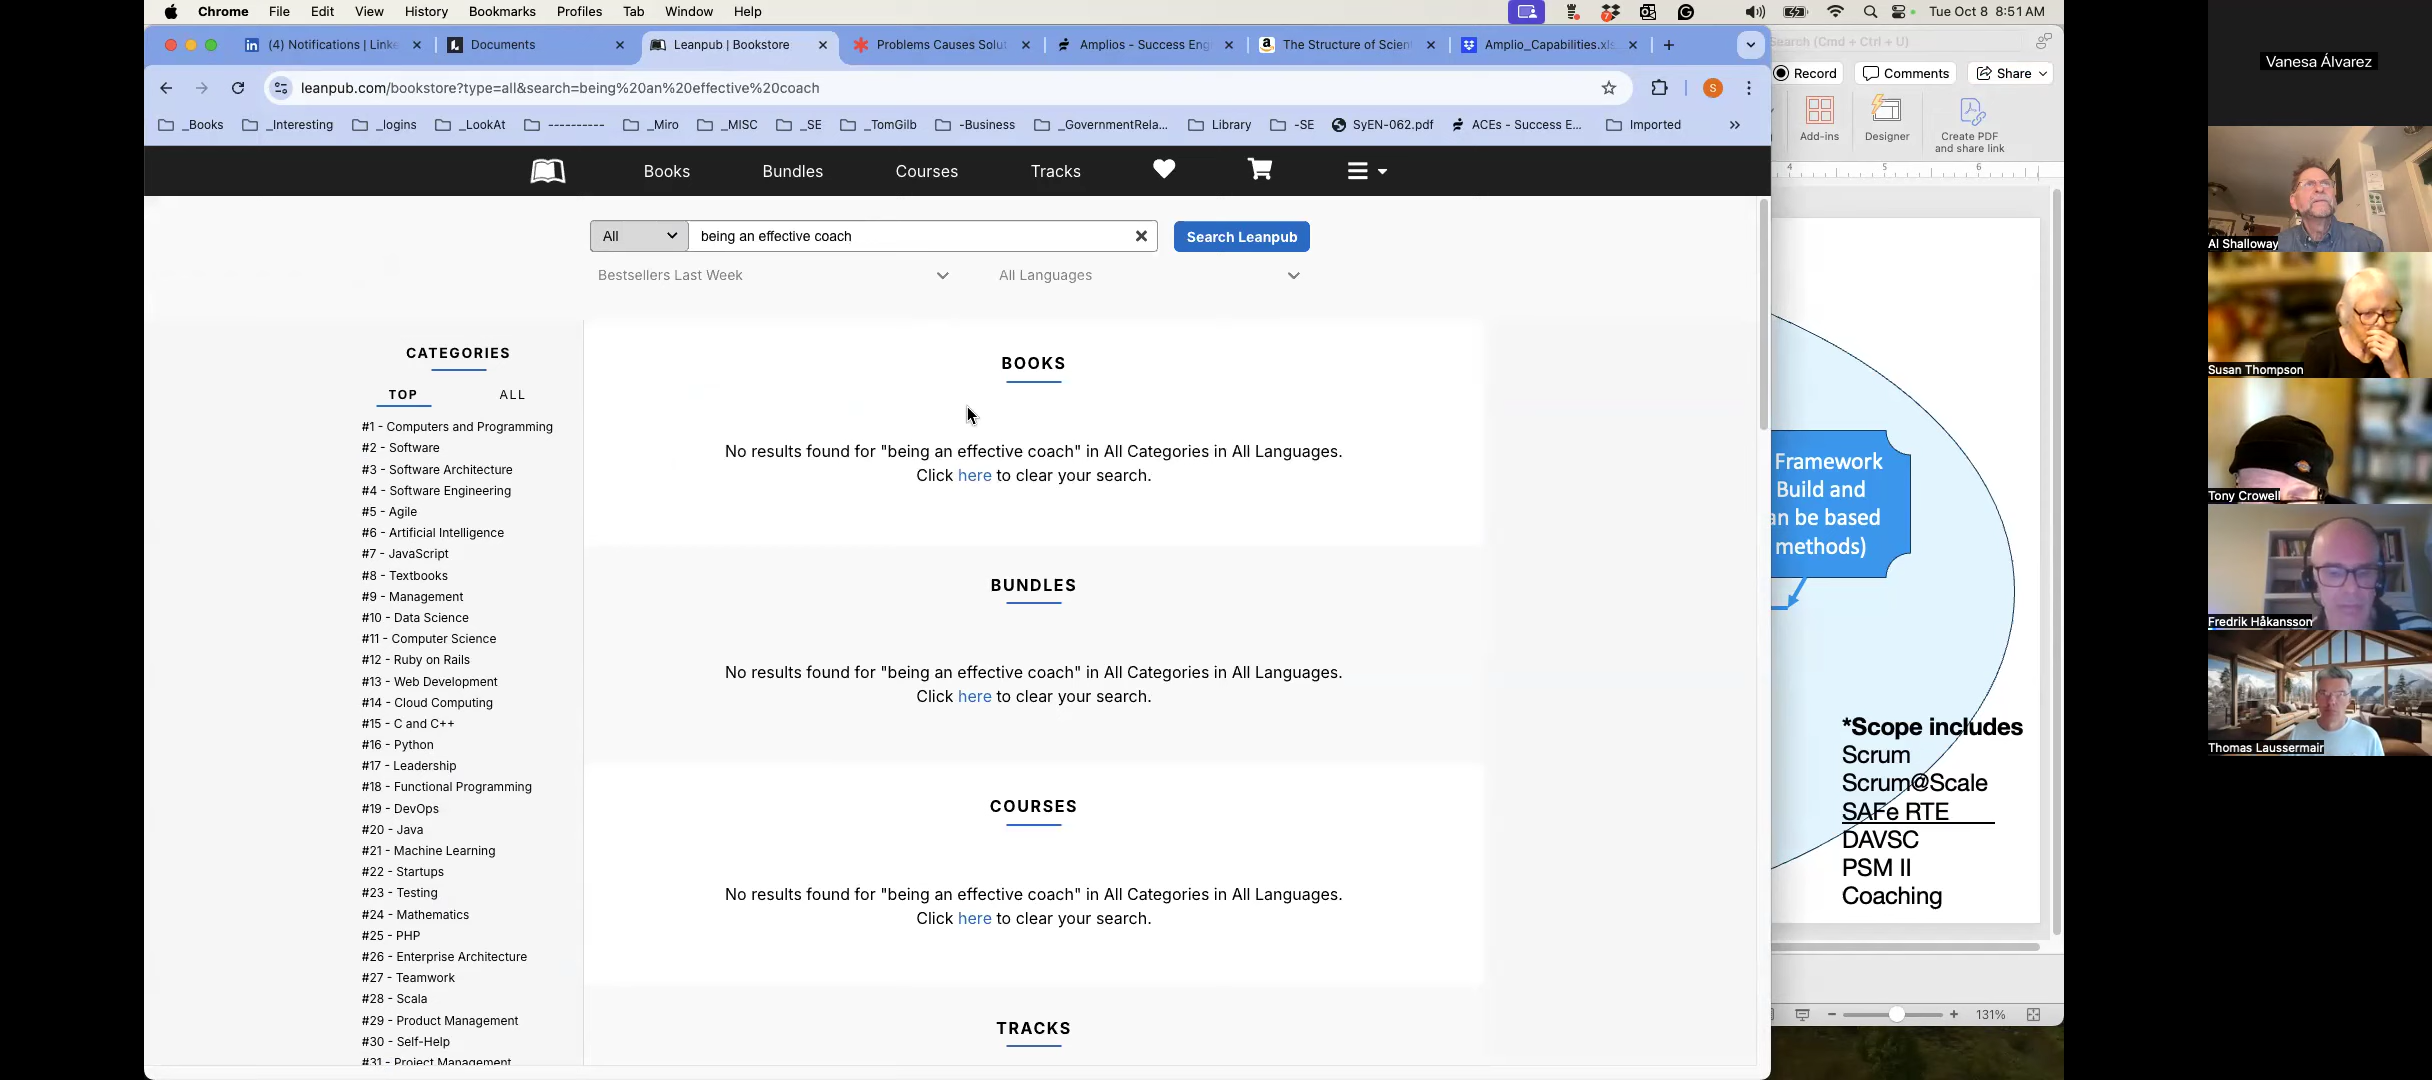 Chrome File Edit View History Bookmarks Profiles Tab Window Help
7
Tue Oct 8 8:51 AM
(4) Notifications | Linke
Documents
Leanpub | Bookstore
Problems Causes Solut
Amplios - Success Eng
The Structure of Scien
Amplio_Capabilities.xls
leanpub.com/bookstore?type=all&search=being%20an%20effective%20coach
S
_Books
_Interesting
_logins
_LookAt
----------
_Miro
_MISC
_SE
_TomGilb
-Business
_GovernmentRela...
Library
-SE
SyEN-062.pdf
ACEs - Success E...
Imported
Books
Bundles
Courses
Tracks
All
being an effective coach
Search Leanpub
Bestsellers Last Week
All Languages
CATEGORIES
TOP
ALL
#1 - Computers and Programming
#2 - Software
#3 - Software Architecture
#4 - Software Engineering
#5 - Agile
#6 - Artificial Intelligence
#7 - JavaScript
#8 - Textbooks
#9 - Management
#10 - Data Science
#11 - Computer Science
#12 - Ruby on Rails
#13 - Web Development
#14 - Cloud Computing
#15 - C and C++
#16 - Python
#17 - Leadership
#18 - Functional Programming
#19 - DevOps
#20 - Java
#21 - Machine Learning
#22 - Startups
#23 - Testing
#24 - Mathematics
#25 - PHP
#26 - Enterprise Architecture
#27 - Teamwork
#28 - Scala
#29 - Product Management
#30 - Self-Help
#31 - Project Management
BOOKS
No results found for "being an effective coach" in All Categories in All Languages.
Click here to clear your search.
BUNDLES
No results found for "being an effective coach" in All Categories in All Languages.
Click here to clear your search.
COURSES
No results found for "being an effective coach" in All Categories in All Languages.
Click here to clear your search.
TRACKS
Search (Cmd + Ctrl + U)
Record
Comments
Share
Add-ins
Designer
Create PDF
and share link
4
5
6
Framework
Build and
an be based
methods)
*Scope includes
Scrum
Scrum@Scale
SAFe RTE
DAVSC
PSM II
Coaching
131%
Vanesa Álvarez
Al Shalloway
Susan Thompson
Tony Crowell
Fredrik Håkansson
Thomas Laussermair